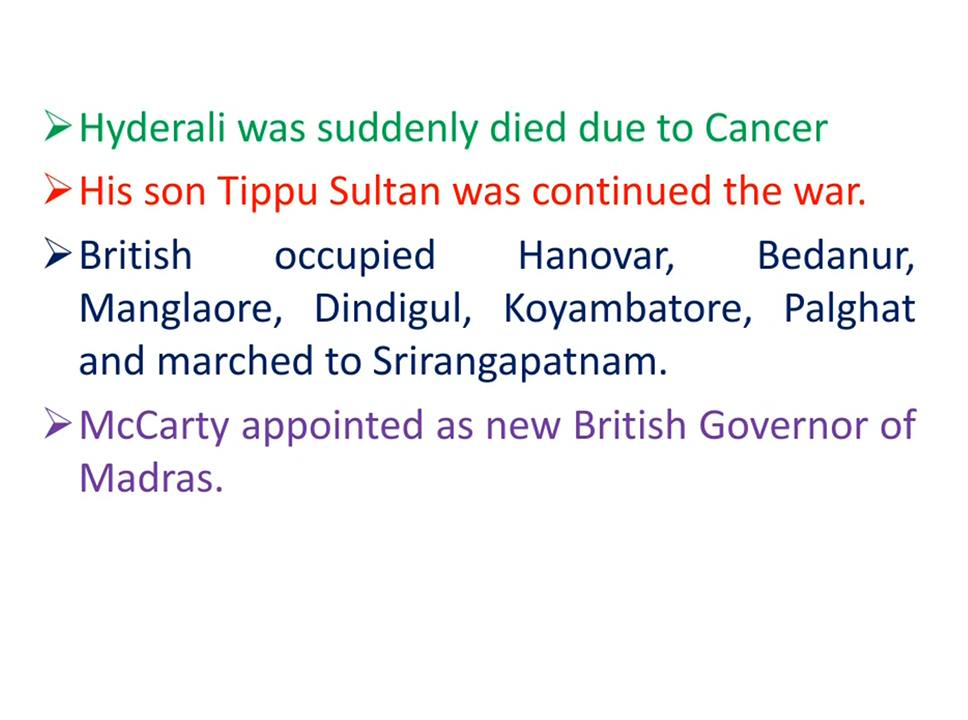 ➢Hyderali was suddenly died due to Cancer
➢His son Tippu Sultan was continued the war.
➢British occupied Hanovar, Bedanur,
Manglaore, Dindigul, Koyambatore, Palghat
and marched to Srirangapatnam.
➢McCarty appointed as new British Governor of
Madras.